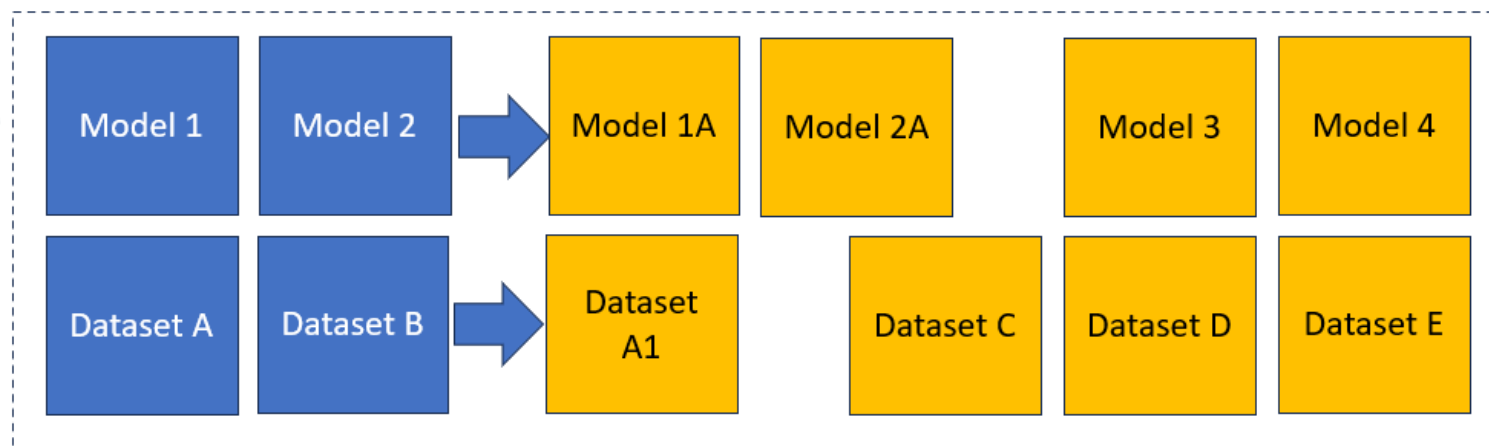 Model 1
Model 2
Model 1A
Model 2A
Model 3
Model 4
Dataset A
Dataset B
Dataset
A1
Dataset C
Dataset D
Dataset E